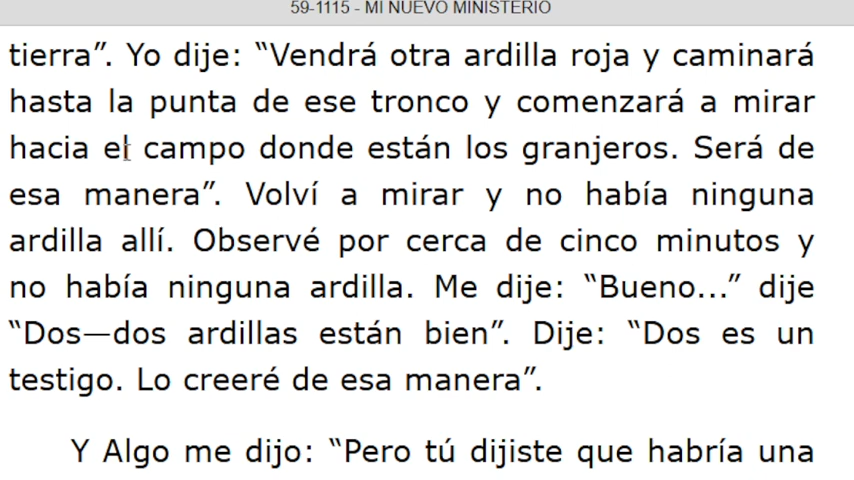 59-1115 - MI NUEVO MINISTERIO
tierra”. Yo dije: “Vendrá otra ardilla roja y caminará
hasta la punta de ese tronco y comenzará a mirar
hacia el campo donde están los granjeros. Será de
esa manera”. Volví a mirar y no había ninguna
ardilla allí. Observé por cerca de cinco minutos y
no había ninguna ardilla. Me dije: “Bueno...” dije
“Dos—dos ardillas están bien”. Dije: “Dos es un
testigo. Lo creeré de esa manera”.
Y Algo me dijo: “Pero tú dijiste que habría una